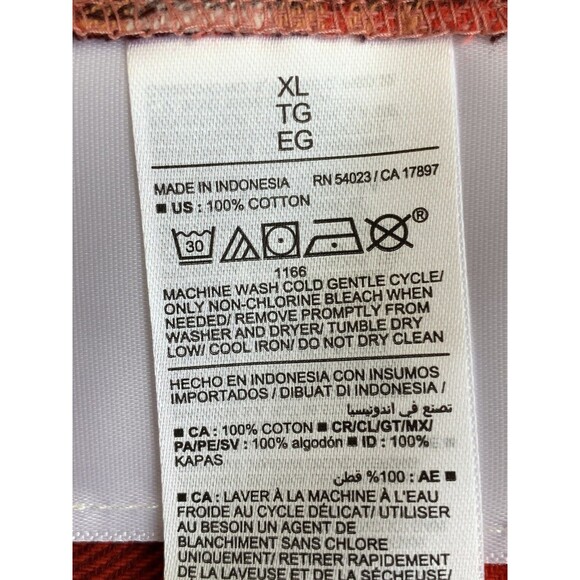 XL
TG
EG
MADE IN INDONESIA RN 54023 / CA 17897
■ US : 100% COTTON
30 ®
1166
MACHINE WASH COLD GENTLE CYCLE/
ONLY NON-CHLORINE BLEACH WHEN
NEEDED/ REMOVE PROMPTLY FROM
WASHER AND DRYER/ TUMBLE DRY
LOW/ COOL IRON/ DO NOT DRY CLEAN
HECHO EN INDONESIA CON INSUMOS
IMPORTADOS / DIBUAT DI INDONESIA /
تصنع في اندونيسيا
■ CA : 100% COTON ■ CR/CL/GT/MX/
PA/PE/SV : 100% algodón ■ ID : 100%
KAPAS
■ AE : 100% قطن
■ CA : LAVER À LA MACHINE À L'EAU
FROIDE AU CYCLE DÉLICAT/ UTILISER
AU BESOIN UN AGENT DE
BLANCHIMENT SANS CHLORE
UNIQUEMENT/ RETIRER RAPIDEMENT
DE LA LAVEUSE ET DE LA SÉCHEUSE/